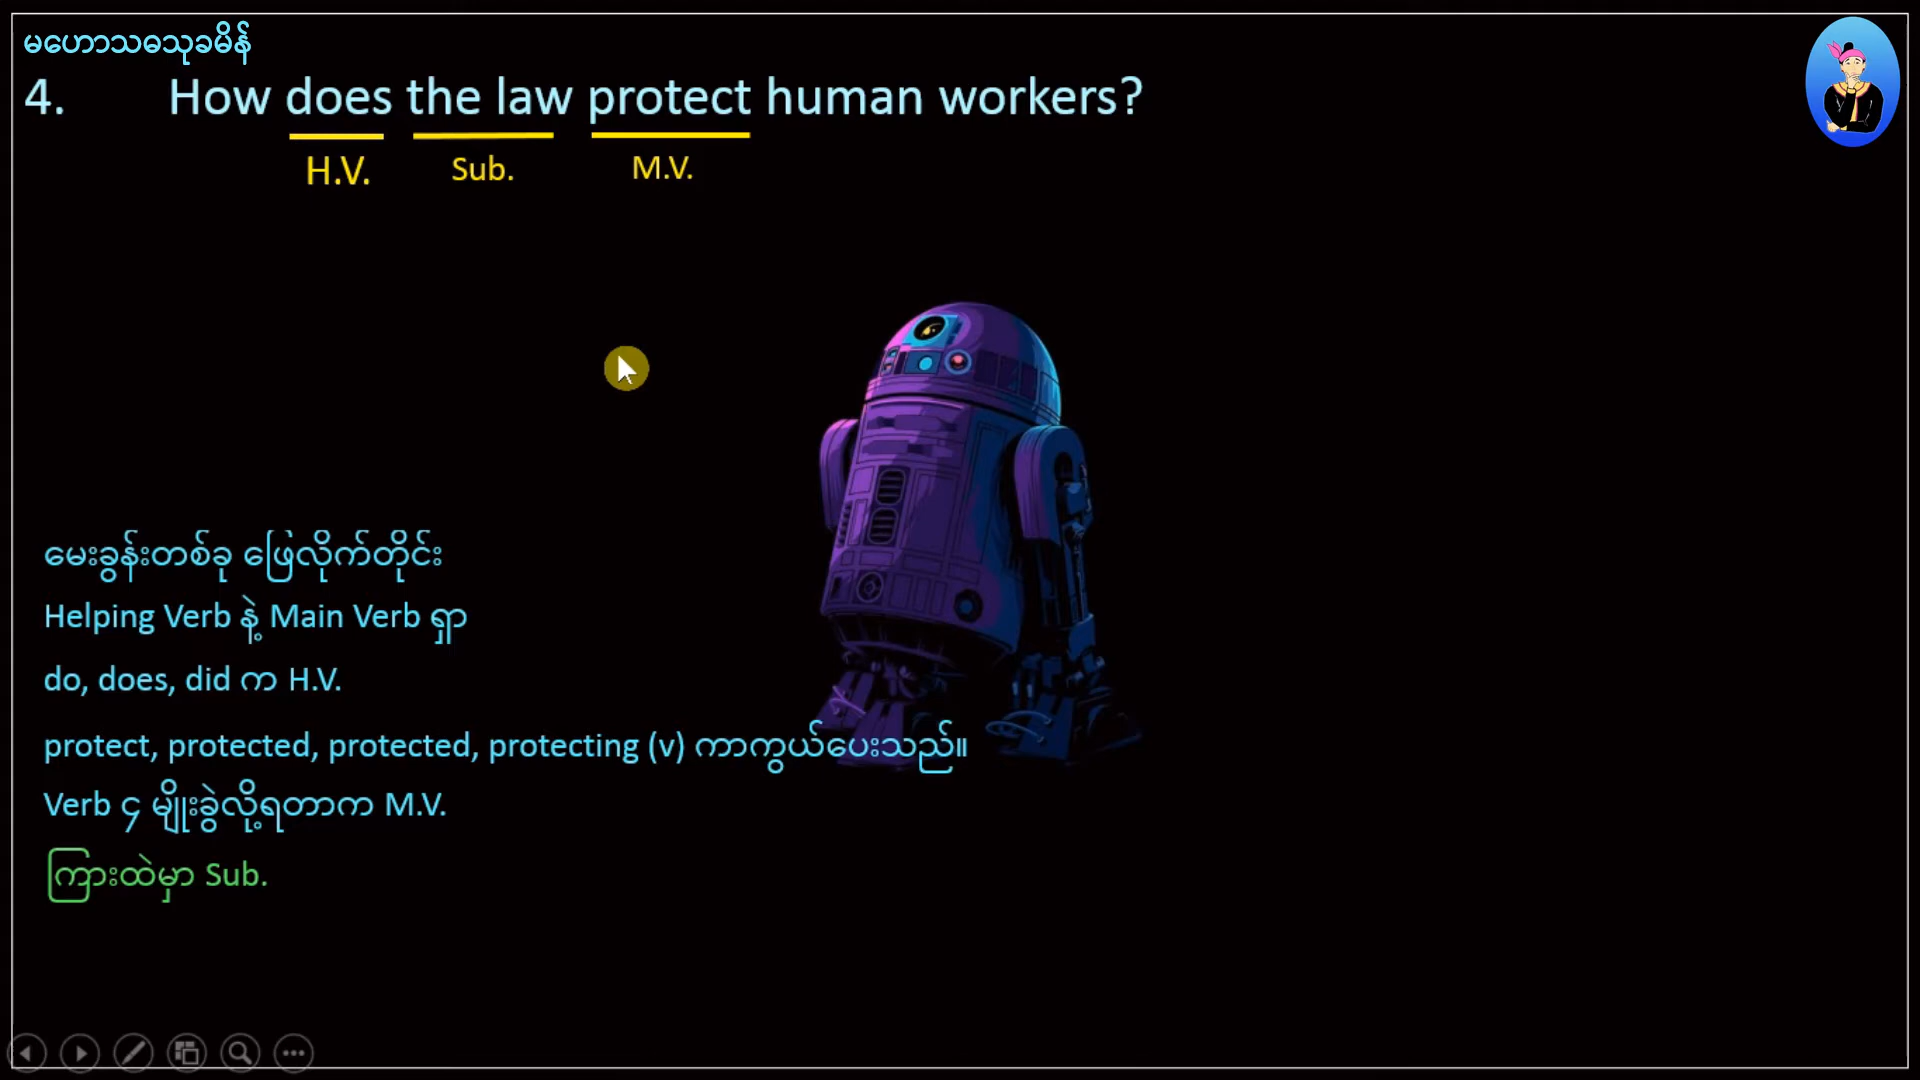 မဟောသဓသုခမိန်
4. How does the law protect human workers?
H.V. Sub. M.V.
မေးခွန်းတစ်ခု ဖြေလိုက်တိုင်း
Helping Verb နဲ့ Main Verb ရှာ
do, does, did က H.V.
protect, protected, protected, protecting (v) ကာကွယ်ပေးသည်။
Verb ၄ မျိုးခွဲလို့ရတာက M.V.
ကြားထဲမှာ Sub.